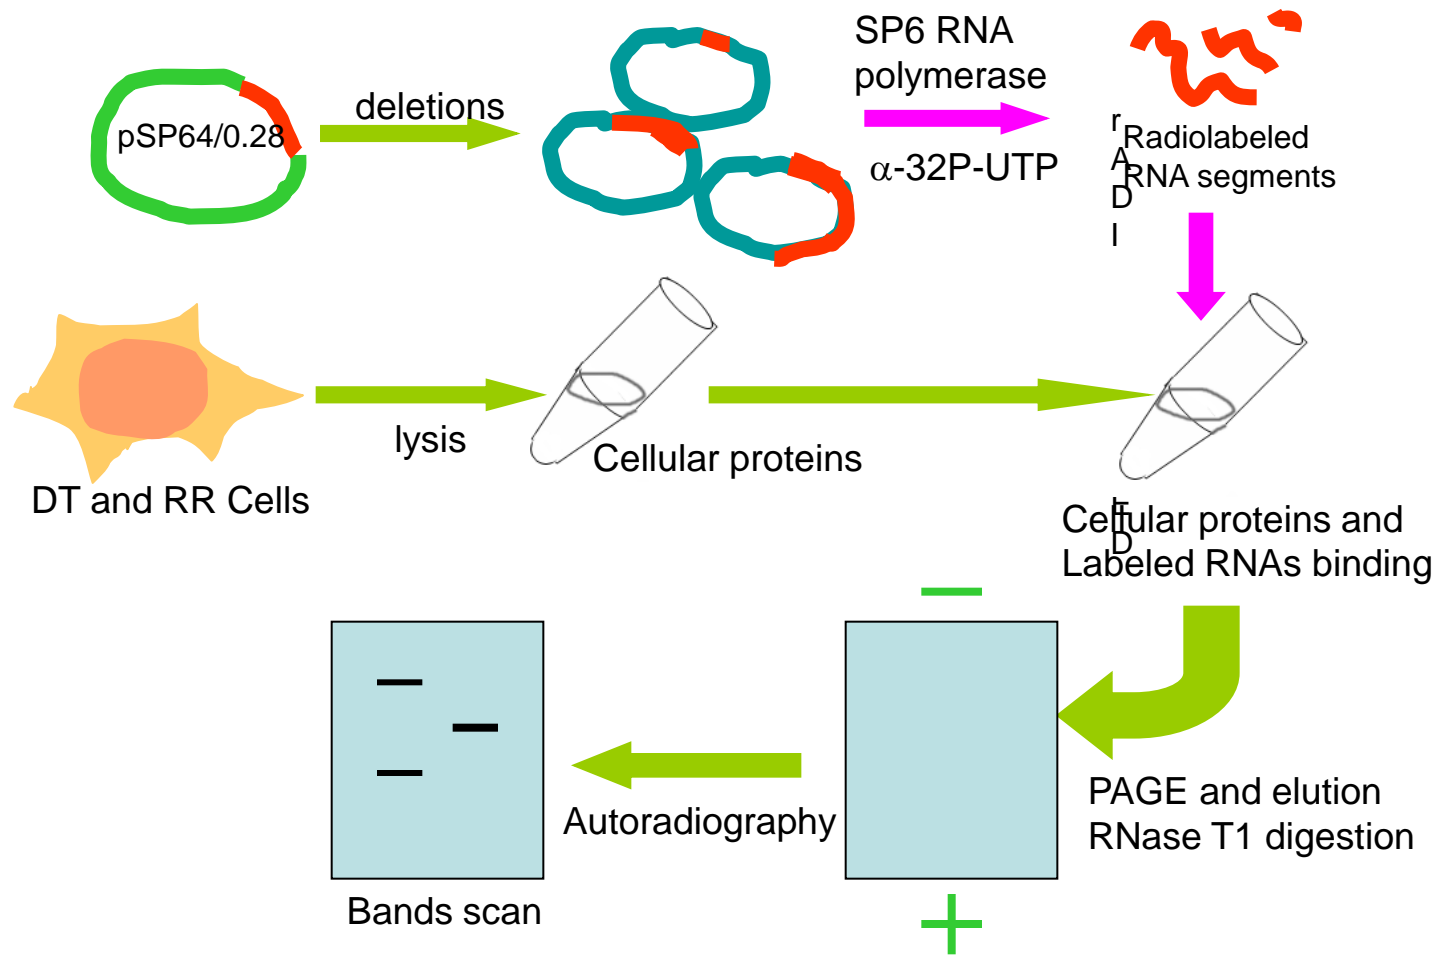 SP6 RNA
polymerase
deletions
pSP64/0.28
α-32P-UTP
Radiolabeled
RNA segments
r
A
D
I
lysis
Cellular proteins
DT and RR Cells
Cellular proteins and
Labeled RNAs binding
D
PAGE and elution
RNase T1 digestion
Autoradiography
Bands scan